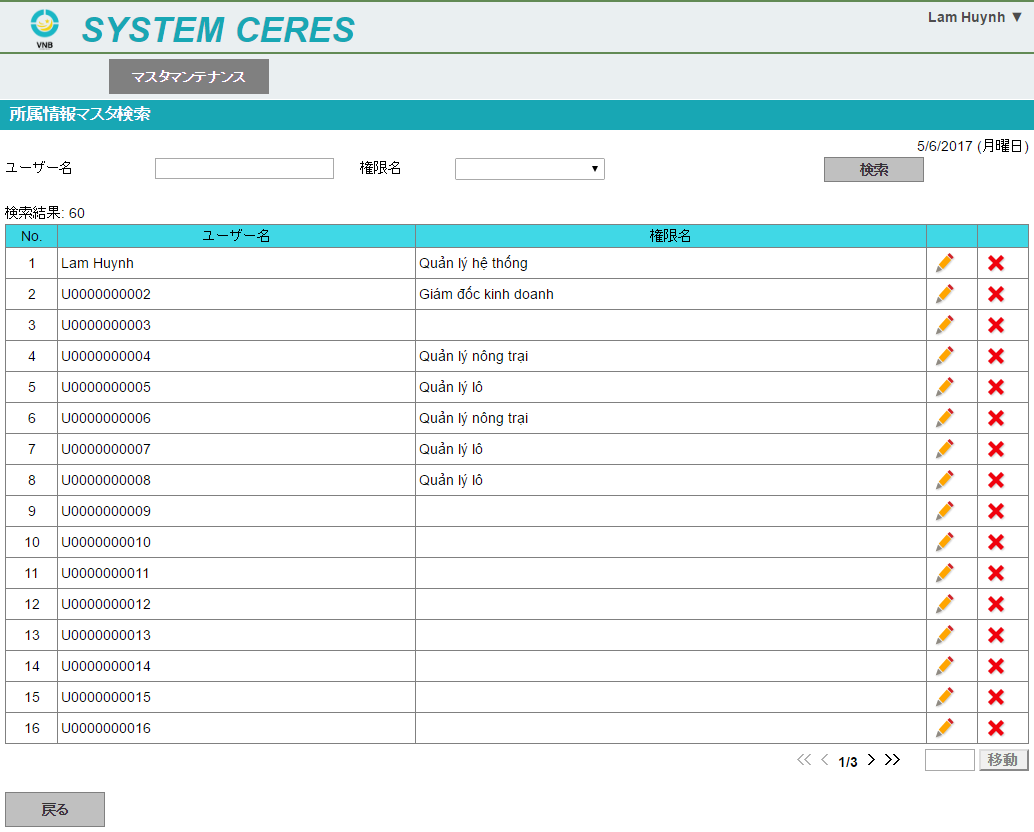 VNB
SYSTEM CERES
Lam Huynh ▼
マスタマンテナンス
所属情報マスタ検索
5/6/2017 (月曜日)
ユーザー名 権限名 検索
検索結果: 60
No. ユーザー名 権限名
1 Lam Huynh Quản lý hệ thống
2 U0000000002 Giám đốc kinh doanh
3 U0000000003
4 U0000000004 Quản lý nông trại
5 U0000000005 Quản lý lô
6 U0000000006 Quản lý nông trại
7 U0000000007 Quản lý lô
8 U0000000008 Quản lý lô
9 U0000000009
10 U0000000010
11 U0000000011
12 U0000000012
13 U0000000013
14 U0000000014
15 U0000000015
16 U0000000016
1/3 移動
戻る